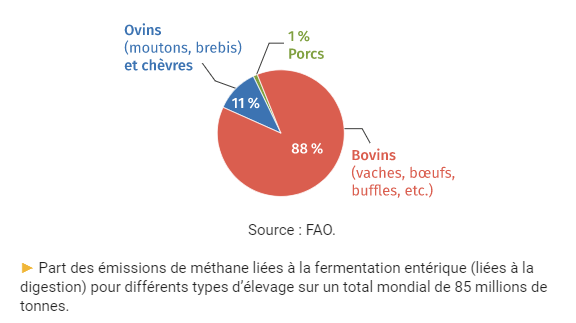 Ovins
(moutons, brebis)
et chèvres
1 %
Porcs
11 %
88 %
Bovins
(vaches, bœufs,
buffles, etc.)
Source : FAO.
► Part des émissions de méthane liées à la fermentation entérique (liées à la
digestion) pour différents types d’élevage sur un total mondial de 85 millions de
tonnes.